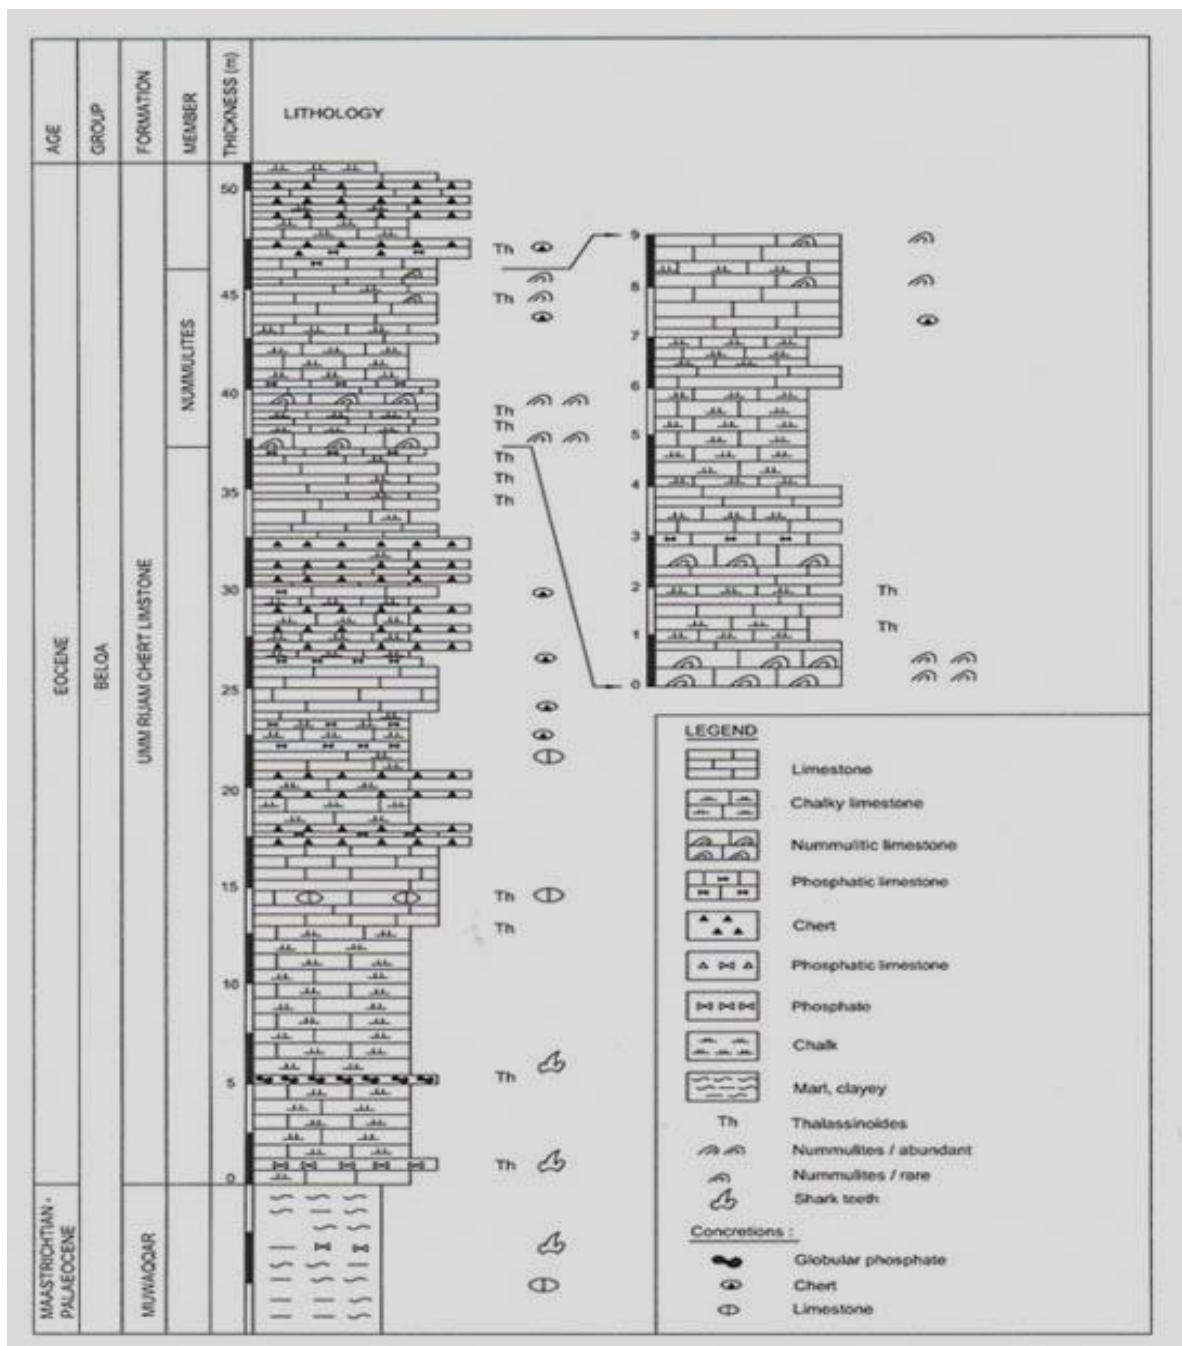 AGE
GROUP
FORMATION
MEMBER
THICKNESS (m)
LITHOLOGY
EOCENE
MAASTRICHTIAN -
PALAEOCENE
BELQA
UMM RIJAM CHERT LIMSTONE
MUWAQQAR
NUMMULITES
50
45
40
35
30
25
20
15
10
5
0
Th
Th
Th
Th
Th
Th
Th
Th
Th
Th
Th
9
8
7
6
5
4
3
2
1
0
Th
Th
LEGEND
Limestone
Chalky limestone
Nummulitic limestone
Phosphatic limestone
Chert
Phosphatic limestone
Phosphate
Chalk
Marl, clayey
Th Thalassinoides
Nummulites / abundant
Nummulites / rare
Shark teeth
Concretions :
Globular phosphate
Chert
Limestone